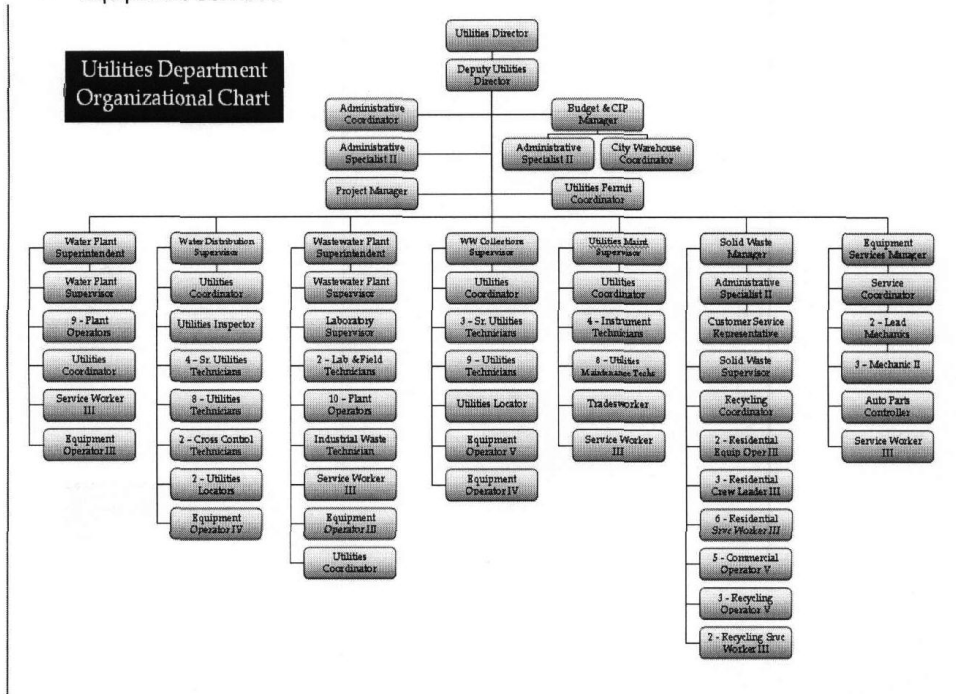 Utilities Department
Organizational Chart
Utilities Director
Deputy Utilities
Director
Administrative
Coordinator
Budget & CIP
Manager
Administrative
Specialist II
Administrative
Specialist II
City Warehouse
Coordinator
Project Manager
Utilities Permit
Coordinator
Water Plant
Superintendent
Water Plant
Supervisor
9 - Plant
Operators
Utilities
Coordinator
Service Worker
III
Equipment
Operator III
Water Distribution
Supervisor
Utilities
Coordinator
Utilities Inspector
4 - Sr. Utilities
Technicians
8 - Utilities
Technicians
2 - Cross Control
Technicians
2 - Utilities
Locators
Equipment
Operator IV
Wastewater Plant
Superintendent
Wastewater Plant
Supervisor
Laboratory
Supervisor
2 - Lab & Field
Technicians
10 - Plant
Operators
Industrial Waste
Technician
Service Worker
III
Equipment
Operator III
Utilities
Coordinator
WW Collections
Supervisor
Utilities
Coordinator
3 - Sr. Utilities
Technicians
9 - Utilities
Technicians
Utilities Locator
Equipment
Operator V
Equipment
Operator IV
Utilities Maint
Supervisor
Utilities
Coordinator
4 - Instrument
Technicians
8 - Utilities
Maintenance Techs
Tradesworker
Service Worker
III
Solid Waste
Manager
Administrative
Specialist II
Customer Service
Representative
Solid Waste
Supervisor
Recycling
Coordinator
2 - Residential
Equip Oper III
3 - Residential
Crew Leader III
6 - Residential
Srvc Worker III
5 - Commercial
Operator V
3 - Recycling
Operator V
2 - Recycling Srvc
Worker III
Equipment
Services Manager
Service
Coordinator
2 - Lead
Mechanics
3 - Mechanic II
Auto Parts
Controller
Service Worker
III